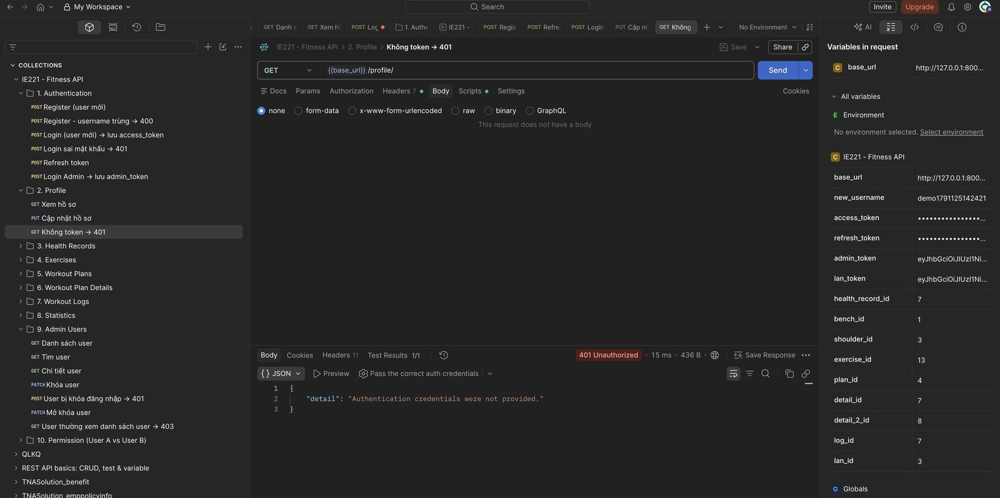 My Workspace
Search
Invite
Upgrade
GET Danh s
GET Xem h
POST Log
1. Authe
IE221 -
POST Regis
POST Refre
POST Login
PUT Cập n
GET Không
No Environment
AI
IE221 - Fitness API > 2. Profile > Không token → 401
Save
Share
GET
{{base_url}} /profile/
Send
Docs Params Authorization Headers 7 Body Scripts Settings
Cookies
none form-data x-www-form-urlencoded raw binary GraphQL
This request does not have a body
COLLECTIONS
IE221 - Fitness API
1. Authentication
POST Register (user mới)
POST Register - username trùng → 400
POST Login (user mới) → lưu access_token
POST Login sai mật khẩu → 401
POST Refresh token
POST Login Admin → lưu admin_token
2. Profile
GET Xem hồ sơ
PUT Cập nhật hồ sơ
GET Không token → 401
3. Health Records
4. Exercises
5. Workout Plans
6. Workout Plan Details
7. Workout Logs
8. Statistics
9. Admin Users
GET Danh sách user
GET Tìm user
GET Chi tiết user
PATCH Khóa user
POST User bị khóa đăng nhập → 401
PATCH Mở khóa user
GET User thường xem danh sách user → 403
10. Permission (User A vs User B)
QLKQ
REST API basics: CRUD, test & variable
TNASolution_benefit
TNASolution_emppolicyinfo
Body Cookies Headers 11 Test Results 1/1
401 Unauthorized • 15 ms • 436 B
e.g. Save Response
{} JSON
Preview
Pass the correct auth credentials
1 {
2 "detail": "Authentication credentials were not provided."
3 }
Variables in request
C base_url http://127.0.0.1:800...
All variables
E Environment
No environment selected. Select environment
C IE221 - Fitness API
base_url http://127.0.0.1:800...
new_username demo1791125142421
access_token ••••••••••••••••...
refresh_token ••••••••••••••••...
admin_token eyJhbGciOiJIUzI1Ni...
lan_token eyJhbGciOiJIUzI1Ni...
health_record_id 7
bench_id 1
shoulder_id 3
exercise_id 13
plan_id 4
detail_id 7
detail_2_id 8
log_id 7
lan_id 3
G Globals